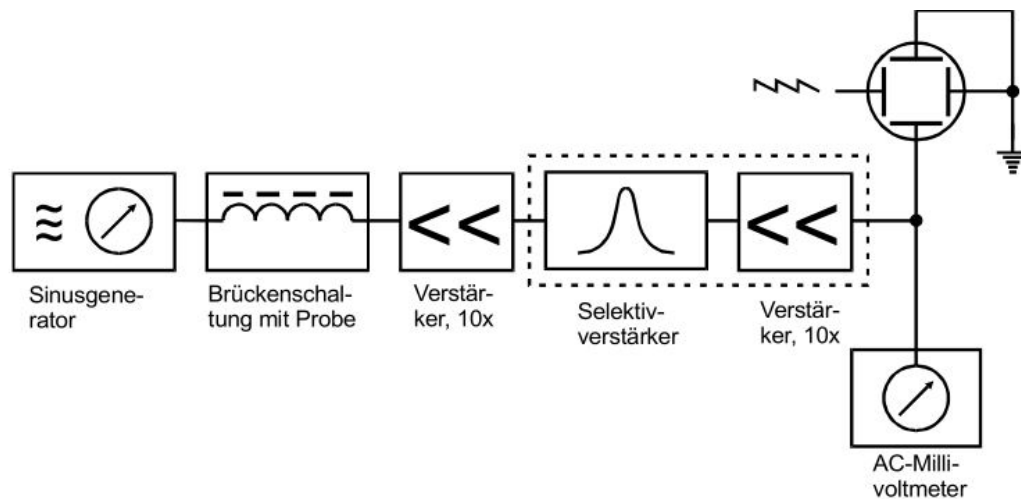 Sinusgene-
rator
Brückenschal-
tung mit Probe
Verstär-
ker, 10x
Selektiv-
verstärker
Verstär-
ker, 10x
AC-Milli-
voltmeter